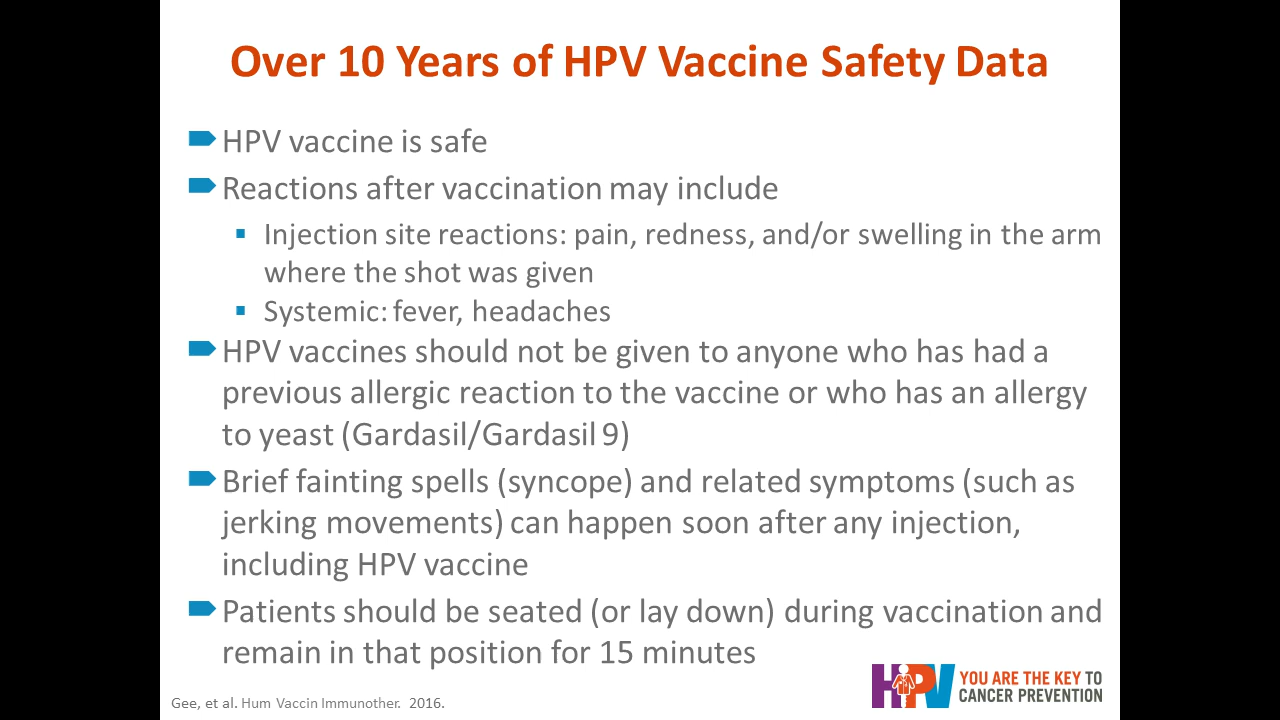 Over 10 Years of HPV Vaccine Safety Data
HPV vaccine is safe
Reactions after vaccination may include
Injection site reactions: pain, redness, and/or swelling in the arm
where the shot was given
Systemic: fever, headaches
HPV vaccines should not be given to anyone who has had a
previous allergic reaction to the vaccine or who has an allergy
to yeast (Gardasil/Gardasil 9)
Brief fainting spells (syncope) and related symptoms (such as
jerking movements) can happen soon after any injection,
including HPV vaccine
Patients should be seated (or lay down) during vaccination and
remain in that position for 15 minutes
Gee, et al. Hum Vaccin Immunother. 2016.
HPV
YOU ARE THE KEY TO
CANCER PREVENTION